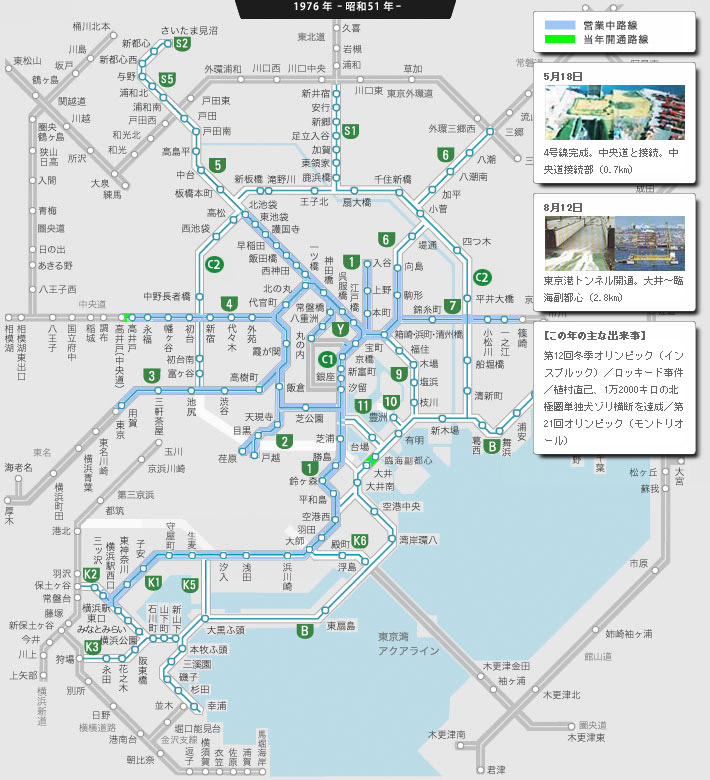 1976年 -昭和51年-
営業中路線
当年開通路線
5月18日
4号線完成。中央道と接続。中
央道接続部（0.7km）
8月12日
東京港トンネル開通。大井～臨
海副都心（2.8km）
【この年の主な出来事】
第12回冬季オリンピック（イン
スブルック）／ロッキード事件
／植村直己、1万2000キロの北
極圏単独犬ゾリ横断を達成／第
21回オリンピック（モントリオ
ール）
桶川北本
さいたま見沼
久喜
東北道
岩槻
浦和
川島
新都心
S2
東松山
坂戸
新都心西
外環浦和
川口西
川口中央
草加
与野
S5
鶴ヶ島
浦和北
川口東
東京外環道
新井宿
関越道
浦和南
戸田東
安行
川越
戸田西
戸田
新郷
S1
圏央
鶴ヶ島
和光北
戸田南
足立入谷
外環三郷西
三郷
狭山
日高
所沢
和光
高島平
加賀
6
八潮
東領家
入間
大泉
中台
5
新板橋
滝野川
鹿浜橋
千住新橋
八潮南
練馬
板橋本町
王子北
扇大橋
加平
成田
青梅
高松
北池袋
小菅
圏央道
西池袋
東池袋
護国寺
6
堤通
四つ木
日の出
早稲田
一ツ橋
神田橋
呉服橋
江戸橋
1
入谷
向島
あきる野
C2
飯田橋
西神田
C2
八王子西
北の丸
上野
中野長者橋
代官町
常盤橋
八重洲
本町
駒形
7
平井大橋
中央道
4
Y
錦糸町
相模湖
相模湖東出口
八王子
国立府中
稲城
調布
高井戸(中央道)
高井戸
永福
幡ヶ谷
初台
新宿
代々木
外苑
霞が関
丸の内
C1
宝町
箱崎・浜町・清洲橋
小松川
一之江
篠崎
京橋
福住
初台南
銀座
新富町
9
木場
船堀橋
富ヶ谷
高樹町
汐留
塩浜
清新町
3
飯倉
11
10
枝川
用賀
三軒茶屋
池尻
渋谷
天現寺
芝公園
豊洲
新木場
葛西
舞浜
浦安
東京
目黒
芝浦
有明
B
2
台場
東名
東名川崎
玉川
荏原
戸越
勝島
臨海副都心
千葉
海老名
横浜青葉
京浜川崎
1
大井
松ヶ丘
大宮
鈴ヶ森
大井南
蘇我
厚木
横浜町田
第三京浜
平和島
空港中央
都筑
空港西
港北
羽田
湾岸環八
三ッ沢
横浜駅西口
東神奈川
子安
守屋町
生麦
大師
殿町
K6
市原
羽沢
K2
K1
K5
汐入
浅田
浜川崎
浮島
保土ヶ谷
常盤台
横浜駅
東口
石川町
山下町
新山下
藤塚
みなとみらい
大黒ふ頭
B
東扇島
新保土ヶ谷
横浜公園
東京湾
アクアライン
姉崎袖ヶ浦
今井
K3
本牧ふ頭
川上
狩場
永田
花之木
阪東橋
三溪園
館山道
上矢部
磯子
木更津金田
横浜新道
別所
杉田
袖ヶ浦
木更津北
日野
並木
幸浦
横横道路
堀口能見台
圏央道
港南台
金沢支線
木更津東
朝比奈
逗子
横須賀
衣笠
佐原
浦賀
馬堀海岸
木更津南
君津